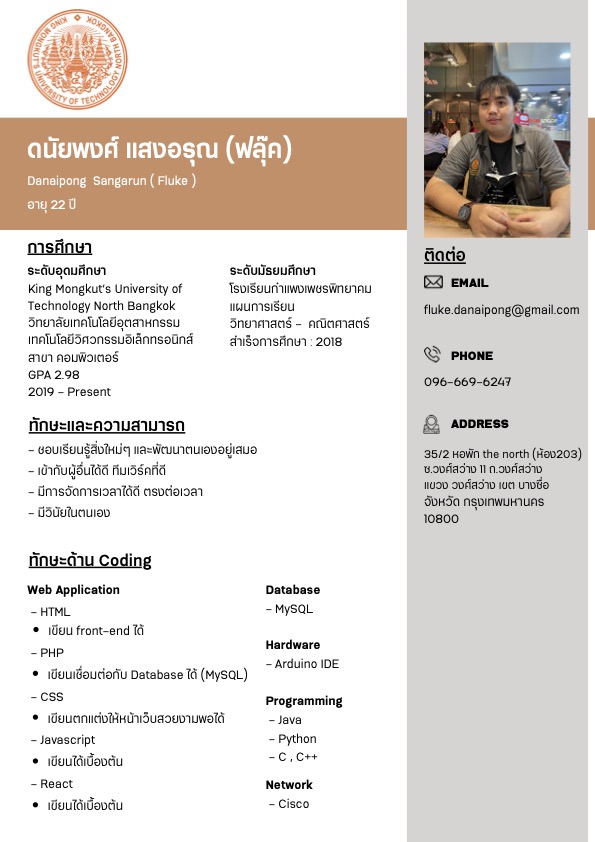 KING MONGKUT'S UNIVERSITY OF TECHNOLOGY NORTH BANGKOK
ดนัยพงศ์ แสงอรุณ (ฟลุ๊ค)
Danaipong Sangarun ( Fluke )
อายุ 22 ปี
การศึกษา
ระดับอุดมศึกษา
King Mongkut's University of
Technology North Bangkok
วิทยาลัยเทคโนโลยีอุตสาหกรรม
เทคโนโลยีวิศวกรรมอิเล็กทรอนิกส์
สาขา คอมพิวเตอร์
GPA 2.98
2019 - Present
ระดับมัธยมศึกษา
โรงเรียนกำแพงเพชรพิทยาคม
แผนการเรียน
วิทยาศาสตร์ - คณิตศาสตร์
สำเร็จการศึกษา : 2018
ทักษะและความสามารถ
- ชอบเรียนรู้สิ่งใหม่ๆ และพัฒนาตนเองอยู่เสมอ
- เข้ากับผู้อื่นได้ดี ทีมเวิร์คที่ดี
- มีการจัดการเวลาได้ดี ตรงต่อเวลา
- มีวินัยในตนเอง
ทักษะด้าน Coding
Web Application
- HTML
• เขียน front-end ได้
- PHP
• เขียนเชื่อมต่อกับ Database ได้ (MySQL)
- CSS
• เขียนตกแต่งให้หน้าเว็บสวยงามพอได้
- Javascript
• เขียนได้เบื้องต้น
- React
• เขียนได้เบื้องต้น
Database
- MySQL
Hardware
- Arduino IDE
Programming
- Java
- Python
- C , C++
Network
- Cisco
ติดต่อ
EMAIL
fluke.danaipong@gmail.com
PHONE
096-669-6247
ADDRESS
35/2 หอพัก the north (ห้อง203)
ซ.วงศ์สว่าง 11 ถ.วงศ์สว่าง
แขวง วงศ์สว่าง เขต บางซื่อ
จังหวัด กรุงเทพมหานคร
10800